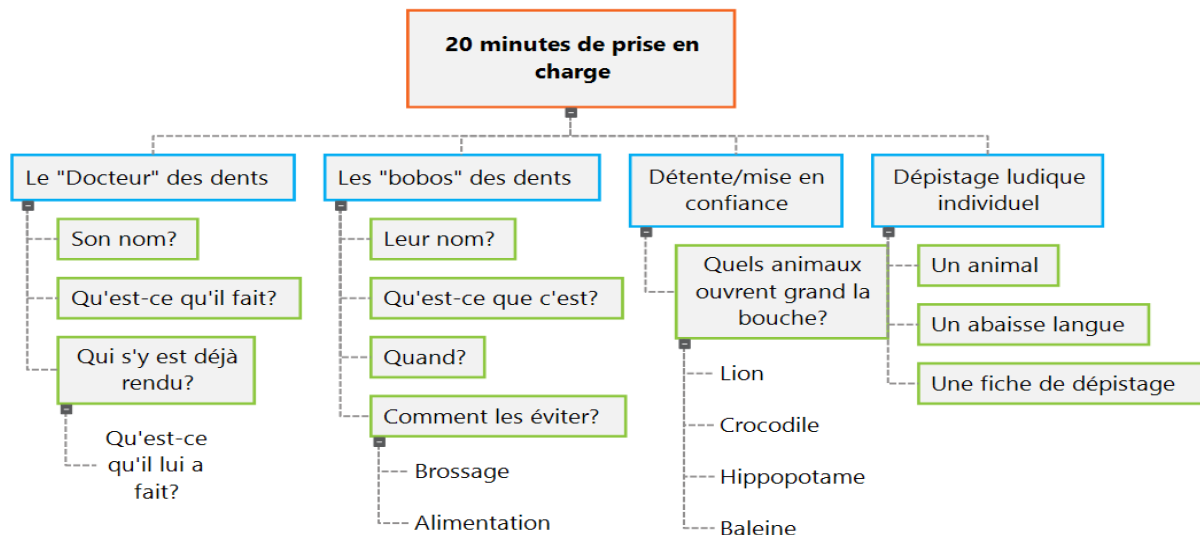 20 minutes de prise en
charge
Le "Docteur" des dents
Son nom?
Qu'est-ce qu'il fait?
Qui s'y est déjà
rendu?
Qu'est-ce
qu'il lui a
fait?
Les "bobos" des dents
Leur nom?
Qu'est-ce que c'est?
Quand?
Comment les éviter?
Brossage
Alimentation
Détente/mise en
confiance
Quels animaux
ouvrent grand la
bouche?
Lion
Crocodile
Hippopotame
Baleine
Dépistage ludique
individuel
Un animal
Un abaisse langue
Une fiche de dépistage